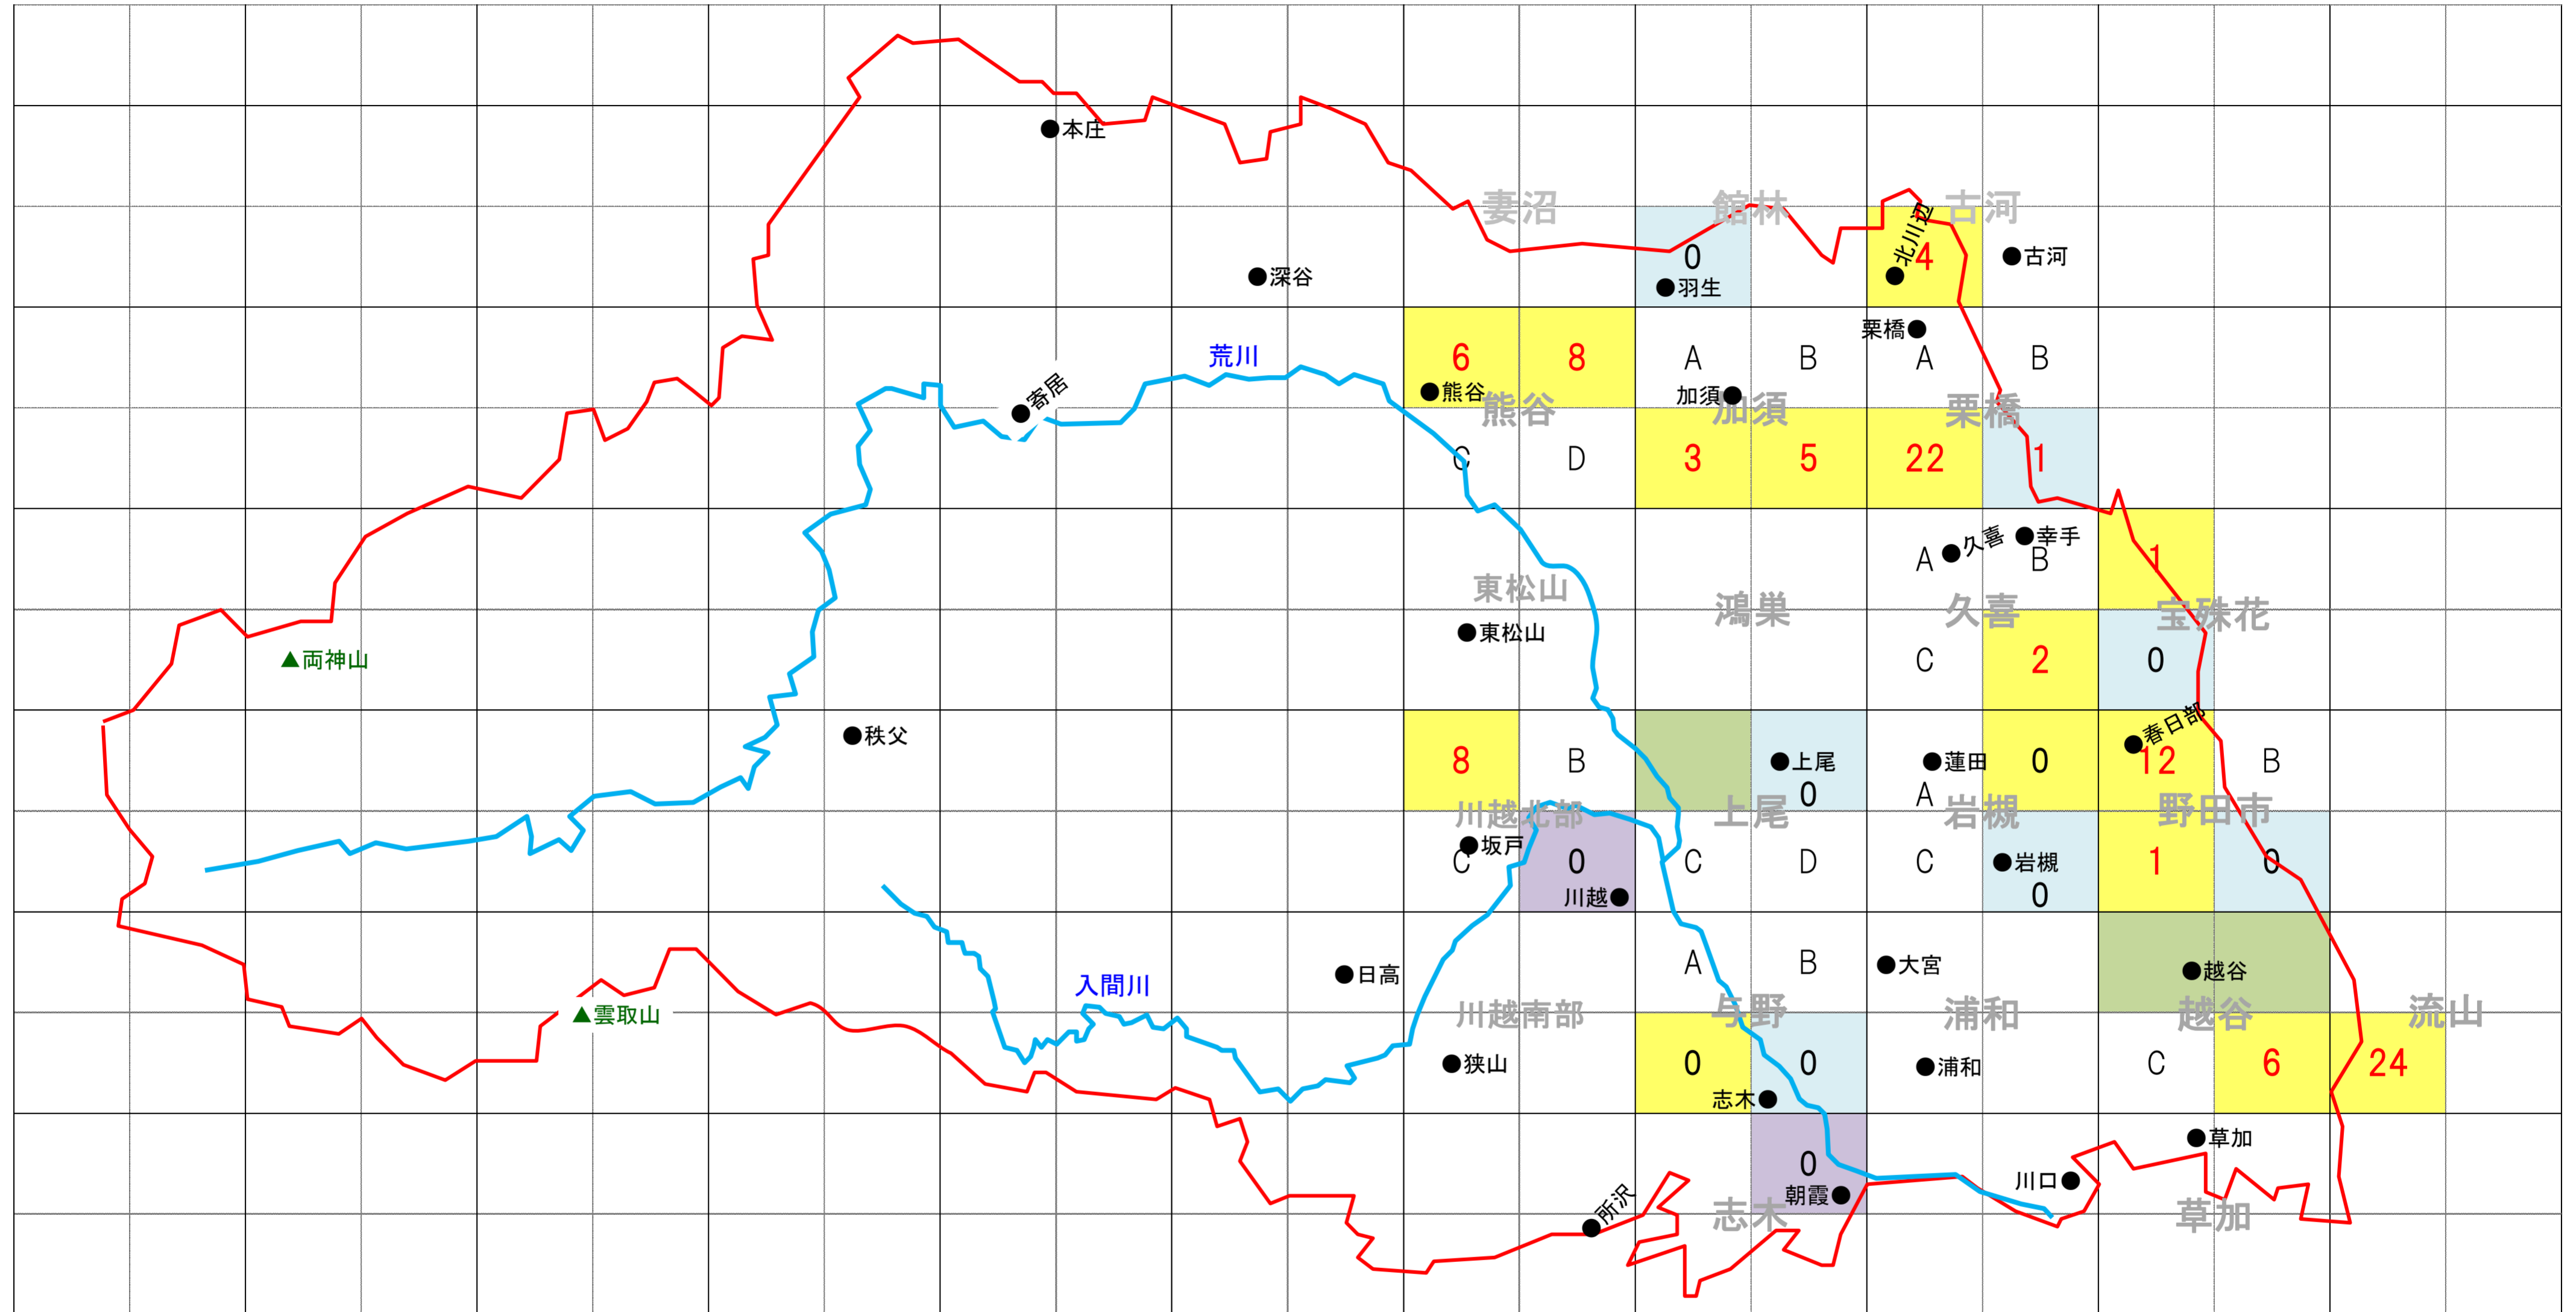 本庄
妻沼
館林
古河
北川辺
0
4
●古河
深谷
羽生
栗橋
荒川
6
8
A
B
A
B
寄居
熊谷
加須
熊谷
加須
栗橋
C
D
3
5
22
1
久喜
幸手
A
B
1
東松山
鴻巣
久喜
宝殊花
東松山
▲両神山
C
2
0
春日部
秩父
8
B
上尾
0
蓮田
A
0
12
B
川越北部
上尾
岩槻
野田市
坂戸
C
0
C
D
C
岩槻
0
1
0
川越
A
B
大宮
越谷
日高
入間川
▲雲取山
川越南部
与野
浦和
越谷
流山
狭山
0
0
浦和
C
6
24
志木
草加
0
川口
朝霞
所沢
志木
草加